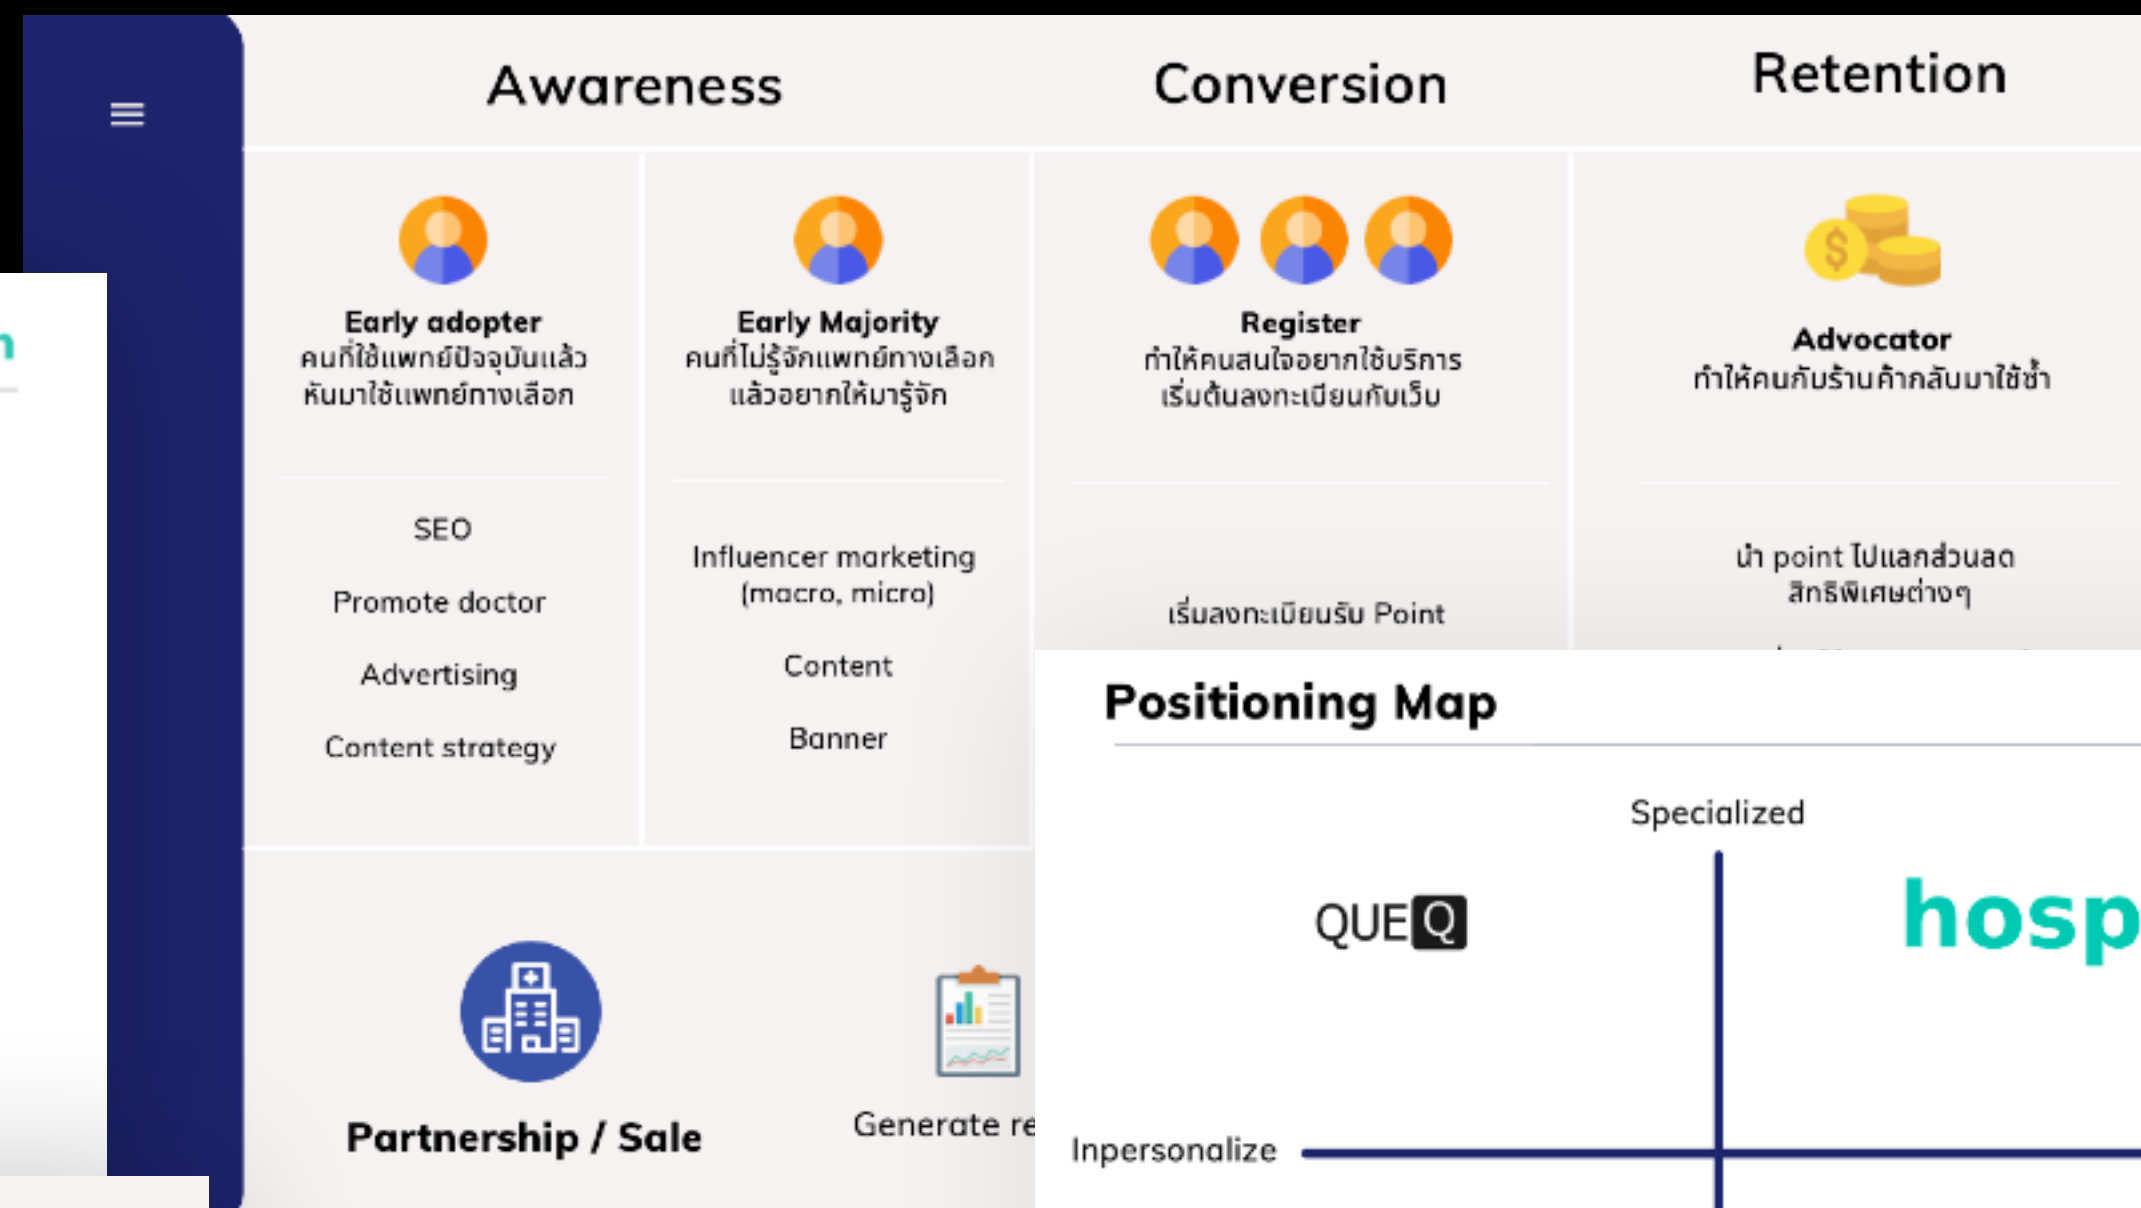 Awareness
Conversion
Retention
Early adopter
คนที่ใช้แพทย์ปัจจุบันแล้ว
หันมาใช้แพทย์ทางเลือก
Early Majority
คนที่ไม่รู้จักแพทย์ทางเลือก
แล้วอยากให้มารู้จัก
Register
ทำให้คนสนใจอยากใช้บริการ
เริ่มต้นลงทะเบียนกับเว็บ
Advocator
ทำให้คนกับร้านค้ากลับมาใช้ซ้ำ
SEO
Promote doctor
Advertising
Content strategy
Influencer marketing
(macro, micro)
Content
Banner
เริ่มลงทะเบียนรับ Point
นำ point ไปแลกส่วนลด
สิทธิพิเศษต่างๆ
Partnership / Sale
Generate re
Positioning Map
Specialized
QUEQ
hosp
Inpersonalize